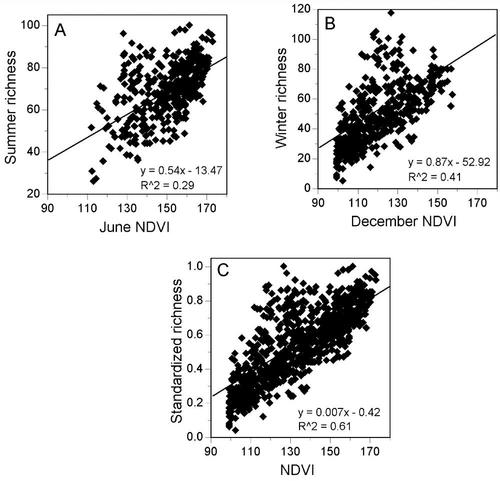 A
100
80
60
40
20
Summer richness
y = 0.54x - 13.47
R^2 = 0.29
90 110 130 150 170
June NDVI
B
120
100
80
60
40
20
0
Winter richness
y = 0.87x - 52.92
R^2 = 0.41
90 110 130 150 170
December NDVI
C
1.0
0.8
0.6
0.4
0.2
0.0
Standardized richness
y = 0.007x - 0.42
R^2 = 0.61
90 110 130 150 170
NDVI